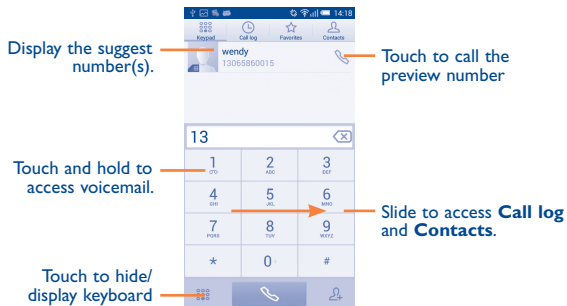 14:18
Keypad Call log Favorites Contacts
Display the suggest
number(s).
wendy
13065860015
Touch to call the
preview number
13
Touch and hold to
access voicemail.
1 2 ABC 3 DEF
4 GHI 5 JKL 6 MNO
Slide to access Call log
and Contacts.
7 PQRS 8 TUV 9 WXYZ
* 0 + #
Touch to hide/
display keyboard